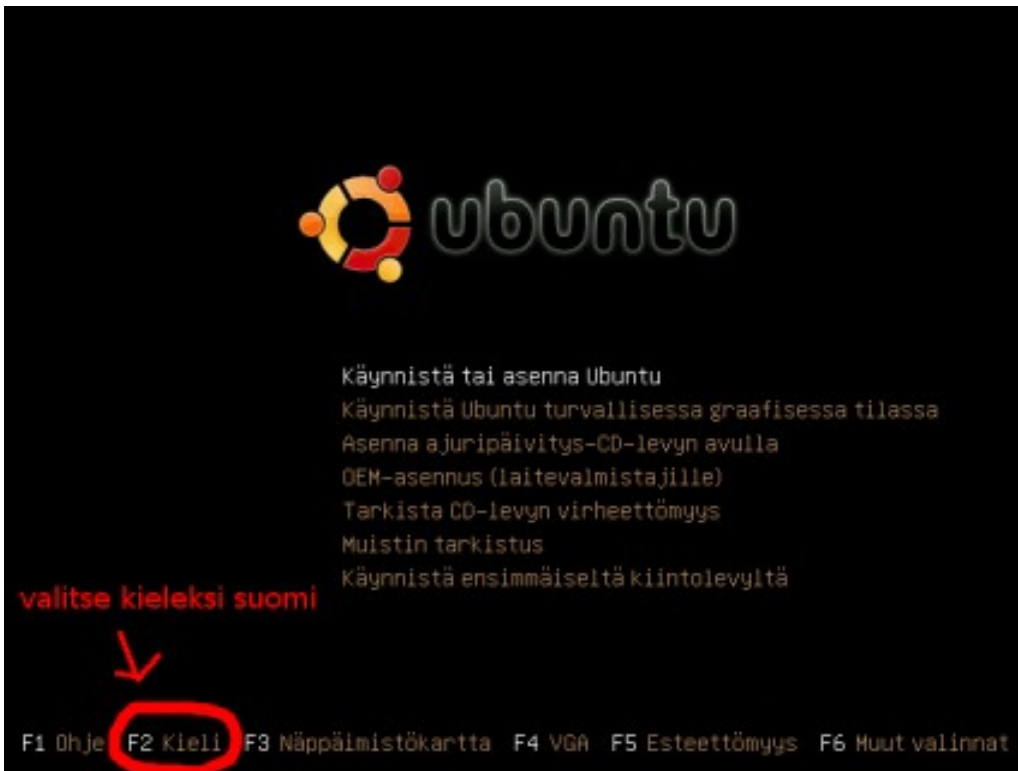 ubuntu
Käynnistä tai asenna Ubuntu
Käynnistä Ubuntu turvallisessa graafisessa tilassa
Asenna ajuripäivitys-CD-levyn avulla
OEM-asennus (laitevalmistajille)
Tarkista CD-levyn virheettömyys
Muistin tarkistus
Käynnistä ensimmäiseltä kiintolevyltä
valitse kieleksi suomi
F1 Ohje F2 Kieli F3 Näppäimistökartta F4 VGA F5 Esteettömyys F6 Muut valinnat